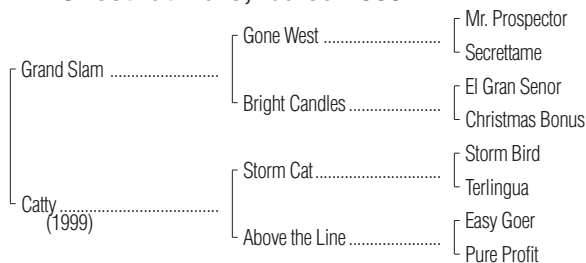 Mr. Prospector
Gone West ........................
Secrettame
Grand Slam ............................
El Gran Senor
Bright Candles ........................
Christmas Bonus
Storm Bird
Storm Cat................................
Terlingua
Catty .........................................
(1999)
Easy Goer
Above the Line ........................
Pure Profit